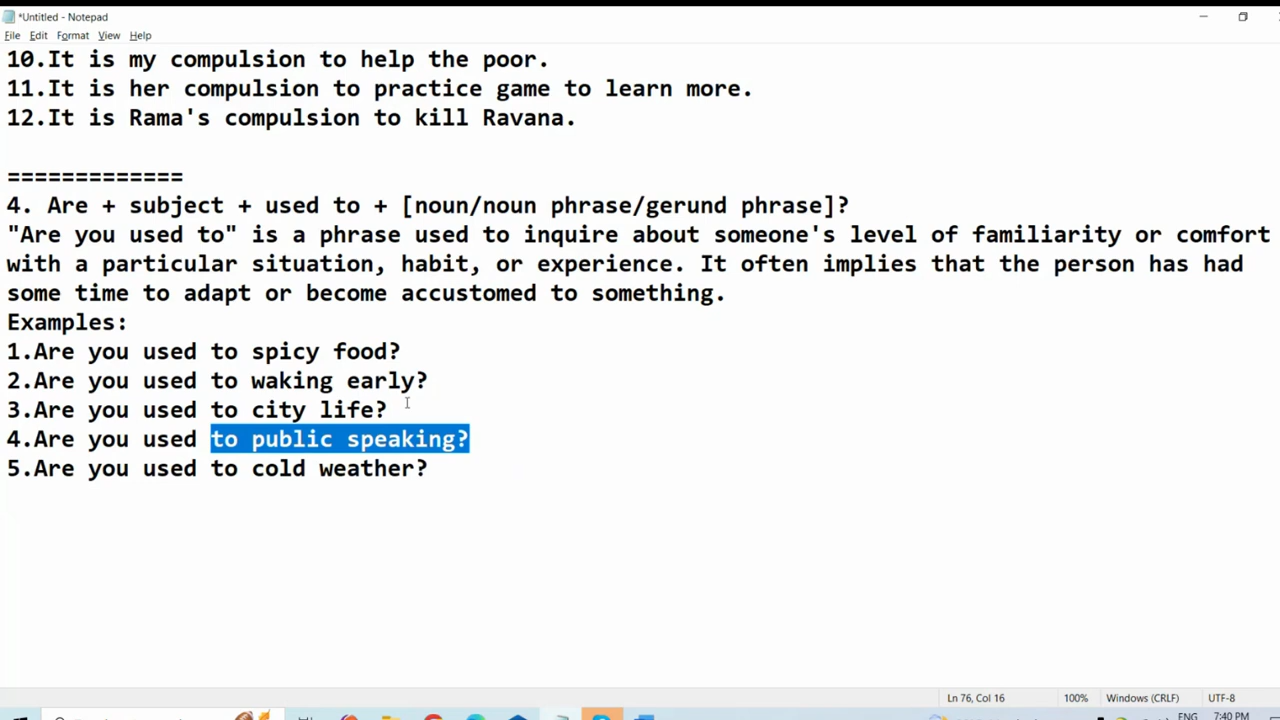 *Untitled - Notepad
File Edit Format View Help
10.It is my compulsion to help the poor.
11.It is her compulsion to practice game to learn more.
12.It is Rama's compulsion to kill Ravana.
=============
4. Are + subject + used to + [noun/noun phrase/gerund phrase]?
"Are you used to" is a phrase used to inquire about someone's level of familiarity or comfort
with a particular situation, habit, or experience. It often implies that the person has had
some time to adapt or become accustomed to something.
Examples:
1.Are you used to spicy food?
2.Are you used to waking early?
3.Are you used to city life?
4.Are you used to public speaking?
5.Are you used to cold weather?
Ln 76, Col 16 100% Windows (CRLF) UTF-8
ENG 7:40 PM